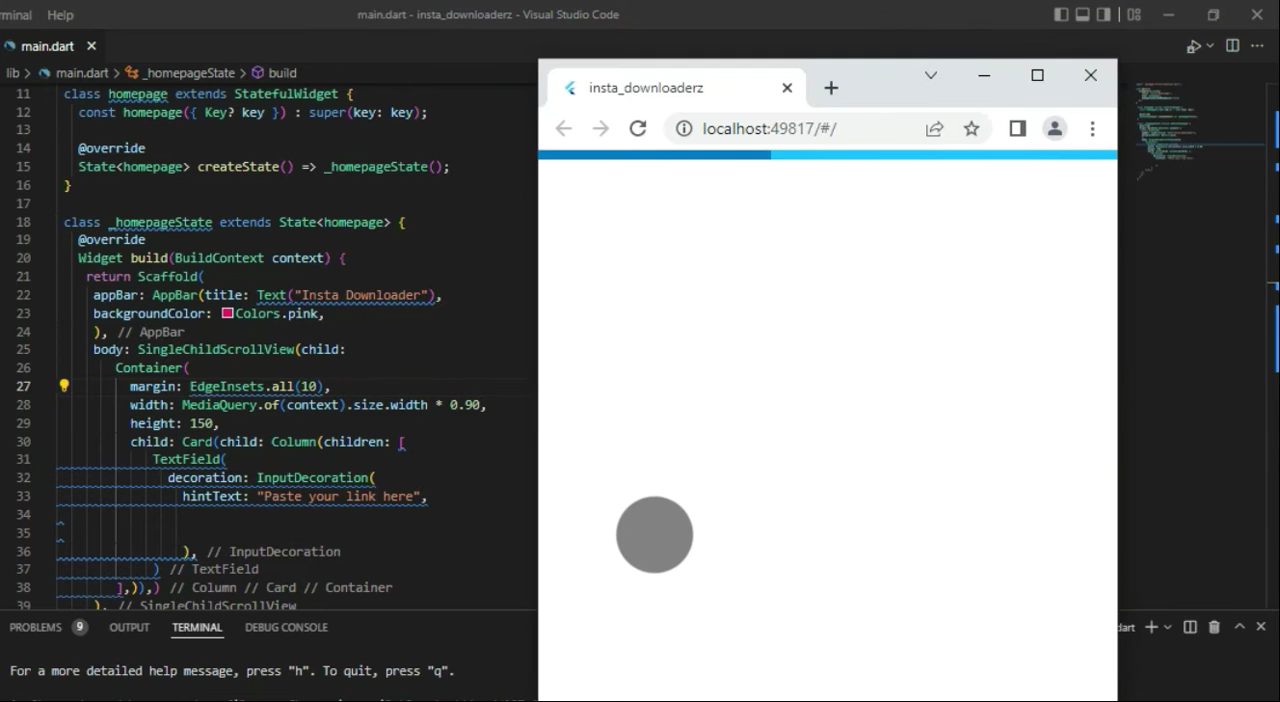 rminal Help
main.dart - insta_downloaderz - Visual Studio Code
main.dart
lib > main.dart > _homepageState > build
11 class homepage extends StatefulWidget {
12 const homepage({ Key? key }) : super(key: key);
13
14 @override
15 State<homepage> createState() => _homepageState();
16 }
17
18 class _homepageState extends State<homepage> {
19 @override
20 Widget build(BuildContext context) {
21 return Scaffold(
22 appBar: AppBar(title: Text("Insta Downloader"),
23 backgroundColor: Colors.pink,
24 ), // AppBar
25 body: SingleChildScrollView(child:
26 Container(
27 margin: EdgeInsets.all(10),
28 width: MediaQuery.of(context).size.width * 0.90,
29 height: 150,
30 child: Card(child: Column(children: [
31 TextField(
32 decoration: InputDecoration(
33 hintText: "Paste your link here",
34
35
36 ), // InputDecoration
37 ) // TextField
38 ],)),) // Column // Card // Container
39 ), // SingleChildScrollView
insta_downloaderz
localhost:49817/#/
PROBLEMS 9 OUTPUT TERMINAL DEBUG CONSOLE
dart
For a more detailed help message, press "h". To quit, press "q".